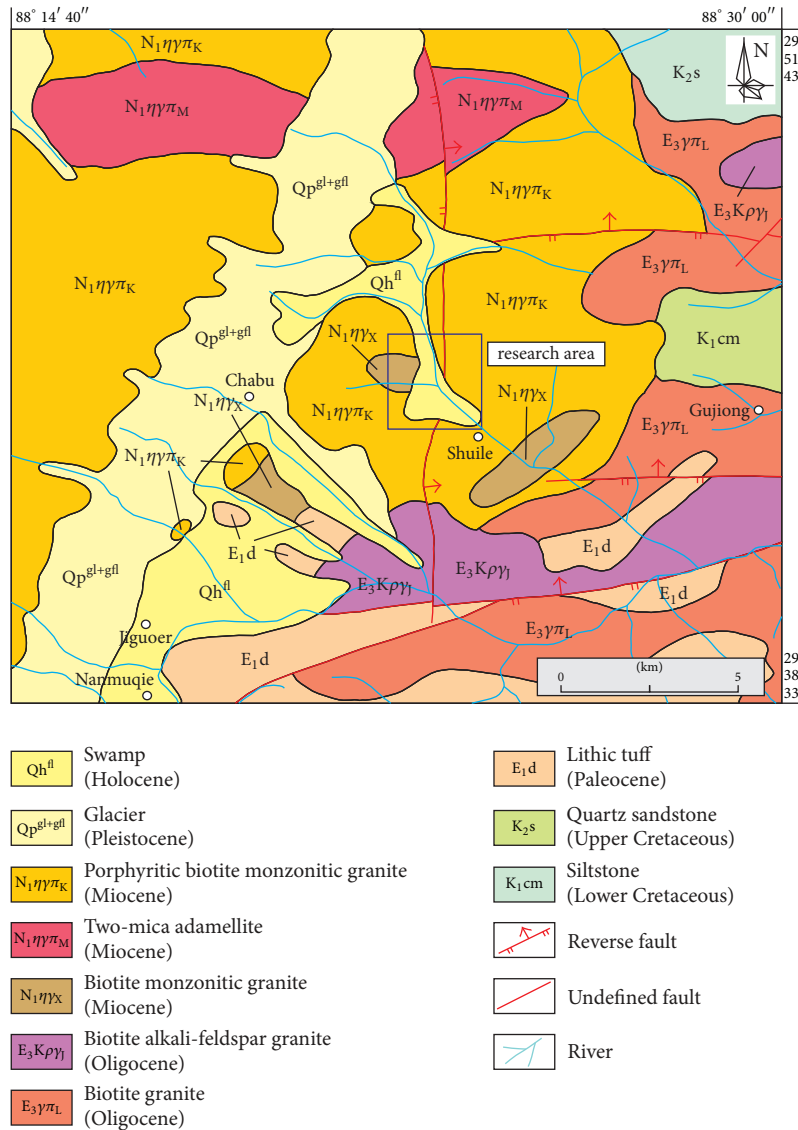 88° 14′ 40″
88° 30′ 00″
29
51
43
N
N₁ηγπK
K₂s
N₁ηγπM
N₁ηγπM
E₃γπL
Qpgl+gfl
N₁ηγπK
E₃KργJ
E₃γπL
Qhfl
N₁ηγπK
N₁ηγπK
Qpgl+gfl
N₁ηγX
research area
K₁cm
Chabu
N₁ηγX
N₁ηγX
N₁ηγπK
Gujiong
E₃γπL
Shuile
N₁ηγπK
E₁d
E₁d
Qpgl+gfl
Qhfl
E₃KργJ
E₃KργJ
E₁d
Jiguoer
E₃γπL
E₁d
Nanmuqie
(km)
0
5
29
38
33
Qhfl
Swamp
(Holocene)
Qpgl+gfl
Glacier
(Pleistocene)
N₁ηγπK
Porphyritic biotite monzonitic granite
(Miocene)
N₁ηγπM
Two-mica adamellite
(Miocene)
N₁ηγX
Biotite monzonitic granite
(Miocene)
E₃KργJ
Biotite alkali-feldspar granite
(Oligocene)
E₃γπL
Biotite granite
(Oligocene)
E₁d
Lithic tuff
(Paleocene)
K₂s
Quartz sandstone
(Upper Cretaceous)
K₁cm
Siltstone
(Lower Cretaceous)
Reverse fault
Undefined fault
River